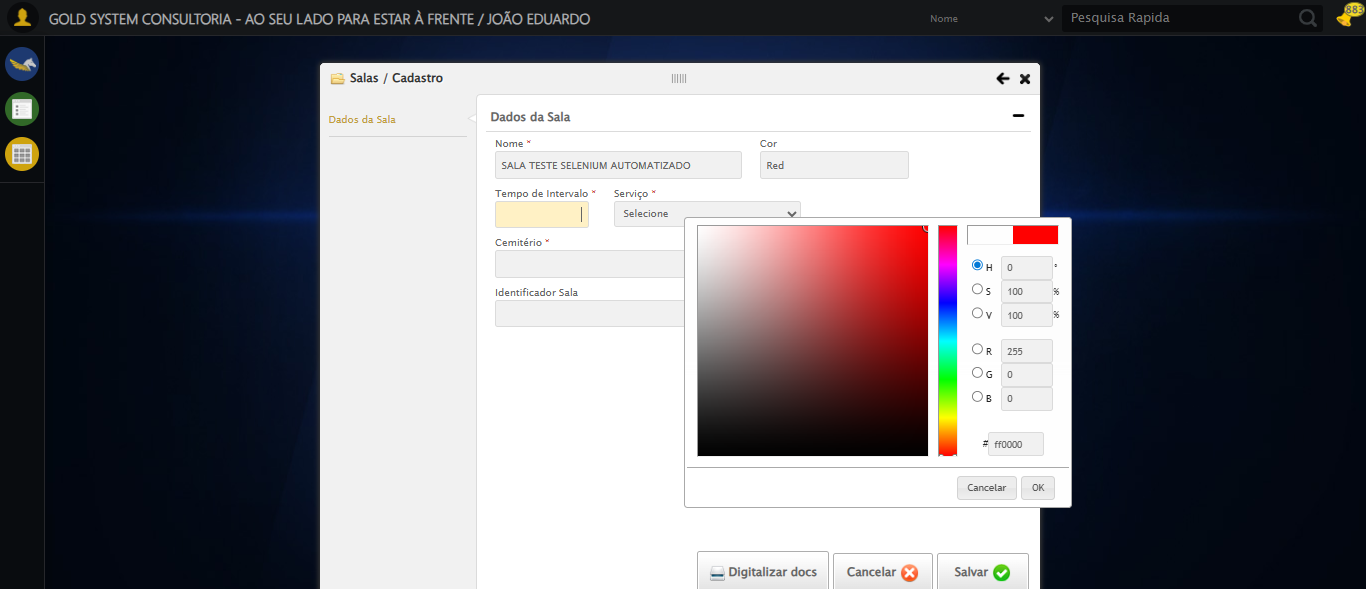 GOLD SYSTEM CONSULTORIA - AO SEU LADO PARA ESTAR À FRENTE / JOÃO EDUARDO
Nome
Pesquisa Rapida
883
Salas / Cadastro
Dados da Sala
Dados da Sala
Nome *
Cor
SALA TESTE SELENIUM AUTOMATIZADO
Red
Tempo de Intervalo *
Serviço *
Selecione
Cemitério *
Identificador Sala
H 0 °
S 100 %
V 100 %
R 255
G 0
B 0
# ff0000
Cancelar
OK
Digitalizar docs
Cancelar
Salvar